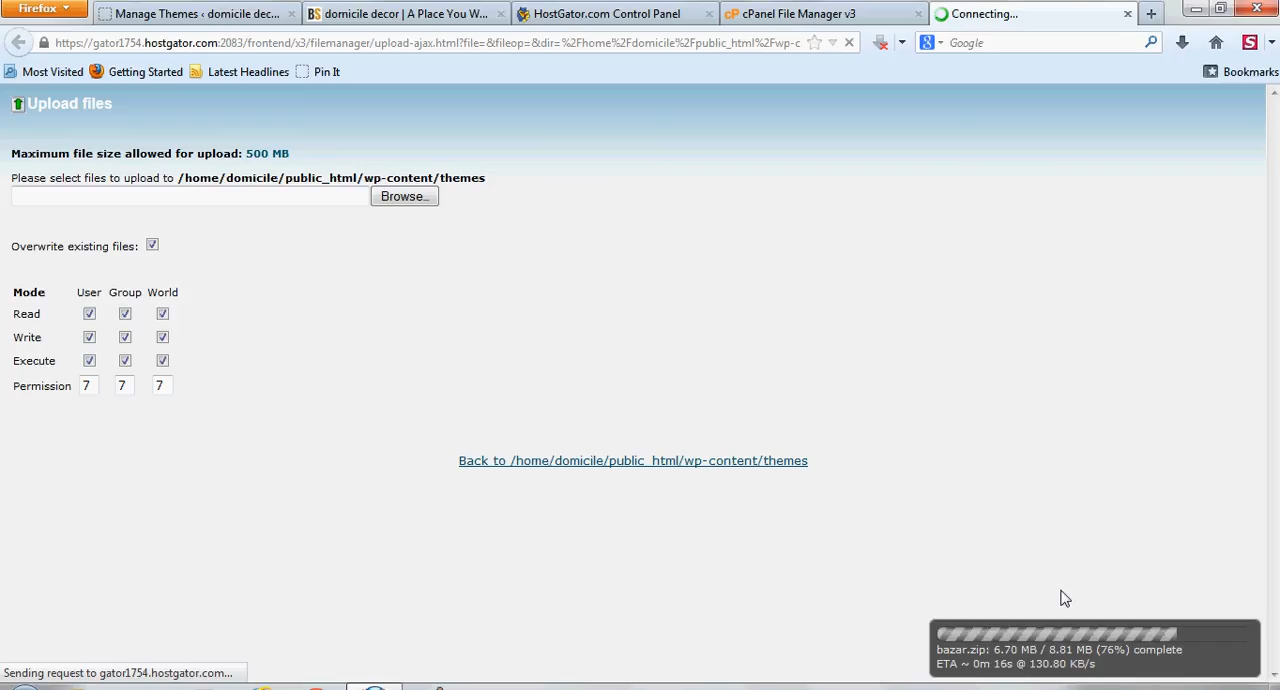 Firefox
Manage Themes ‹ domicile dec...
domicile decor | A Place You W...
HostGator.com Control Panel
cPanel File Manager v3
Connecting...
https://gator1754.hostgator.com:2083/frontend/x3/filemanager/upload-ajax.html?file=&fileop=&dir=%2Fhome%2Fdomicile%2Fpublic_html%2Fwp-c
Google
Most Visited
Getting Started
Latest Headlines
Pin It
Bookmarks
Upload files
Maximum file size allowed for upload: 500 MB
Please select files to upload to /home/domicile/public_html/wp-content/themes
Browse...
Overwrite existing files:
Mode User Group World
Read
Write
Execute
Permission 7 7 7
Back to /home/domicile/public_html/wp-content/themes
bazar.zip: 6.70 MB / 8.81 MB (76%) complete
ETA ~ 0m 16s @ 130.80 KB/s
Sending request to gator1754.hostgator.com...